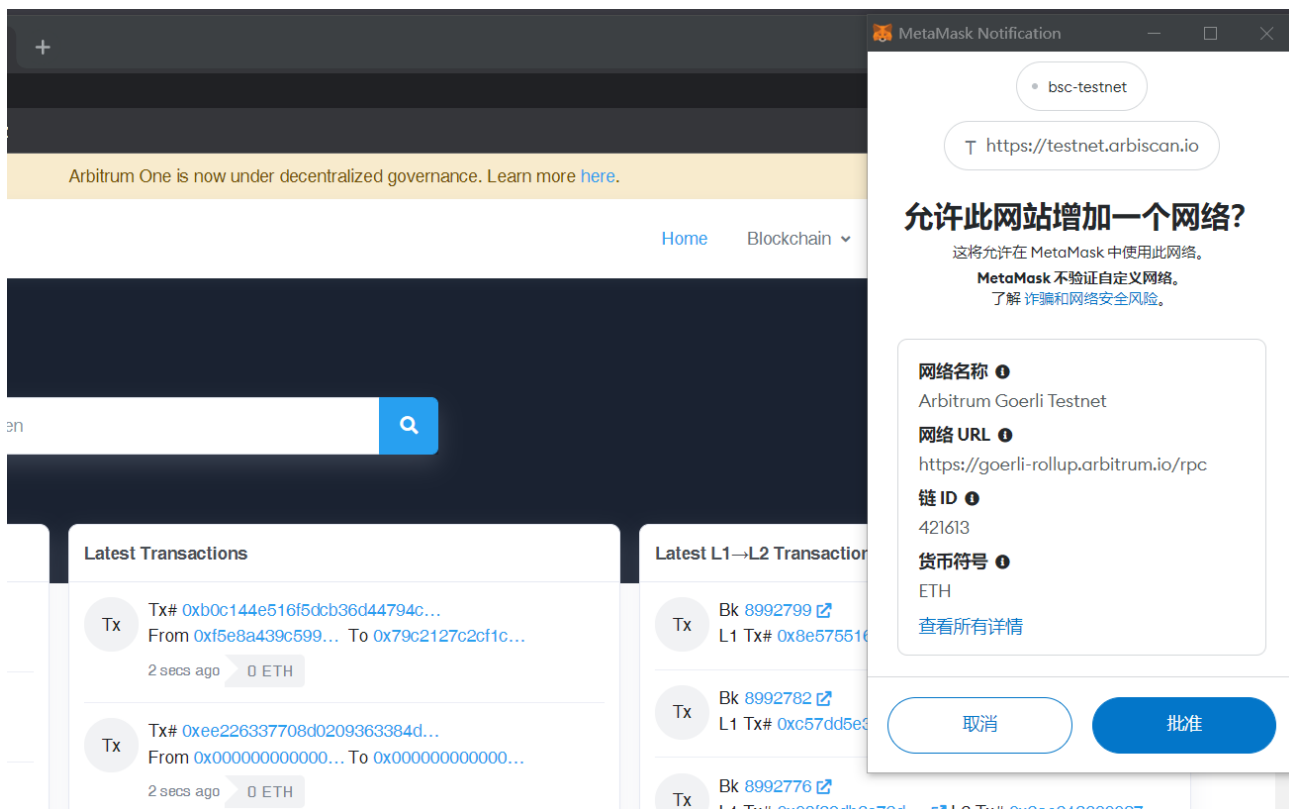 MetaMask Notification
bsc-testnet
T https://testnet.arbiscan.io
Arbitrum One is now under decentralized governance. Learn more here.
Home Blockchain
允许此网站增加一个网络?
这将允许在 MetaMask 中使用此网络。
MetaMask 不验证自定义网络。
了解 诈骗和网络安全风险。
网络名称
Arbitrum Goerli Testnet
网络 URL
https://goerli-rollup.arbitrum.io/rpc
链 ID
421613
货币符号
ETH
查看所有详情
取消
批准
en
Latest Transactions
Tx
Tx# 0xb0c144e516f5dcb36d44794c...
From 0xf5e8a439c599... To 0x79c2127c2cf1c...
2 secs ago 0 ETH
Tx
Tx# 0xee226337708d0209363384d...
From 0x000000000000... To 0x000000000000...
2 secs ago 0 ETH
Latest L1→L2 Transaction
Tx
Bk 8992799
L1 Tx# 0x8e575516
Tx
Bk 8992782
L1 Tx# 0xc57dd5e3
Tx
Bk 8992776